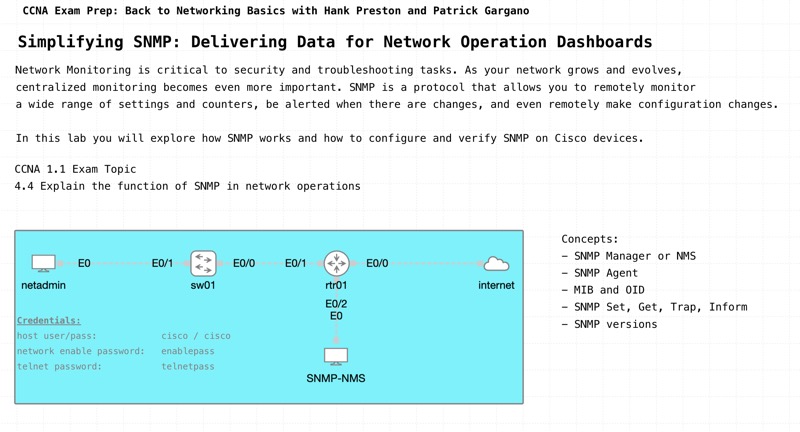 CCNA Exam Prep: Back to Networking Basics with Hank Preston and Patrick Gargano
Simplifying SNMP: Delivering Data for Network Operation Dashboards
Network Monitoring is critical to security and troubleshooting tasks. As your network grows and evolves,
centralized monitoring becomes even more important. SNMP is a protocol that allows you to remotely monitor
a wide range of settings and counters, be alerted when there are changes, and even remotely make configuration changes.
In this lab you will explore how SNMP works and how to configure and verify SNMP on Cisco devices.
CCNA 1.1 Exam Topic
4.4 Explain the function of SNMP in network operations
E0 E0/1 E0/0 E0/1 E0/0
netadmin sw01 rtr01 internet
E0/2
E0
SNMP-NMS
Credentials:
host user/pass: cisco / cisco
network enable password: enablepass
telnet password: telnetpass
Concepts:
– SNMP Manager or NMS
– SNMP Agent
– MIB and OID
– SNMP Set, Get, Trap, Inform
– SNMP versions